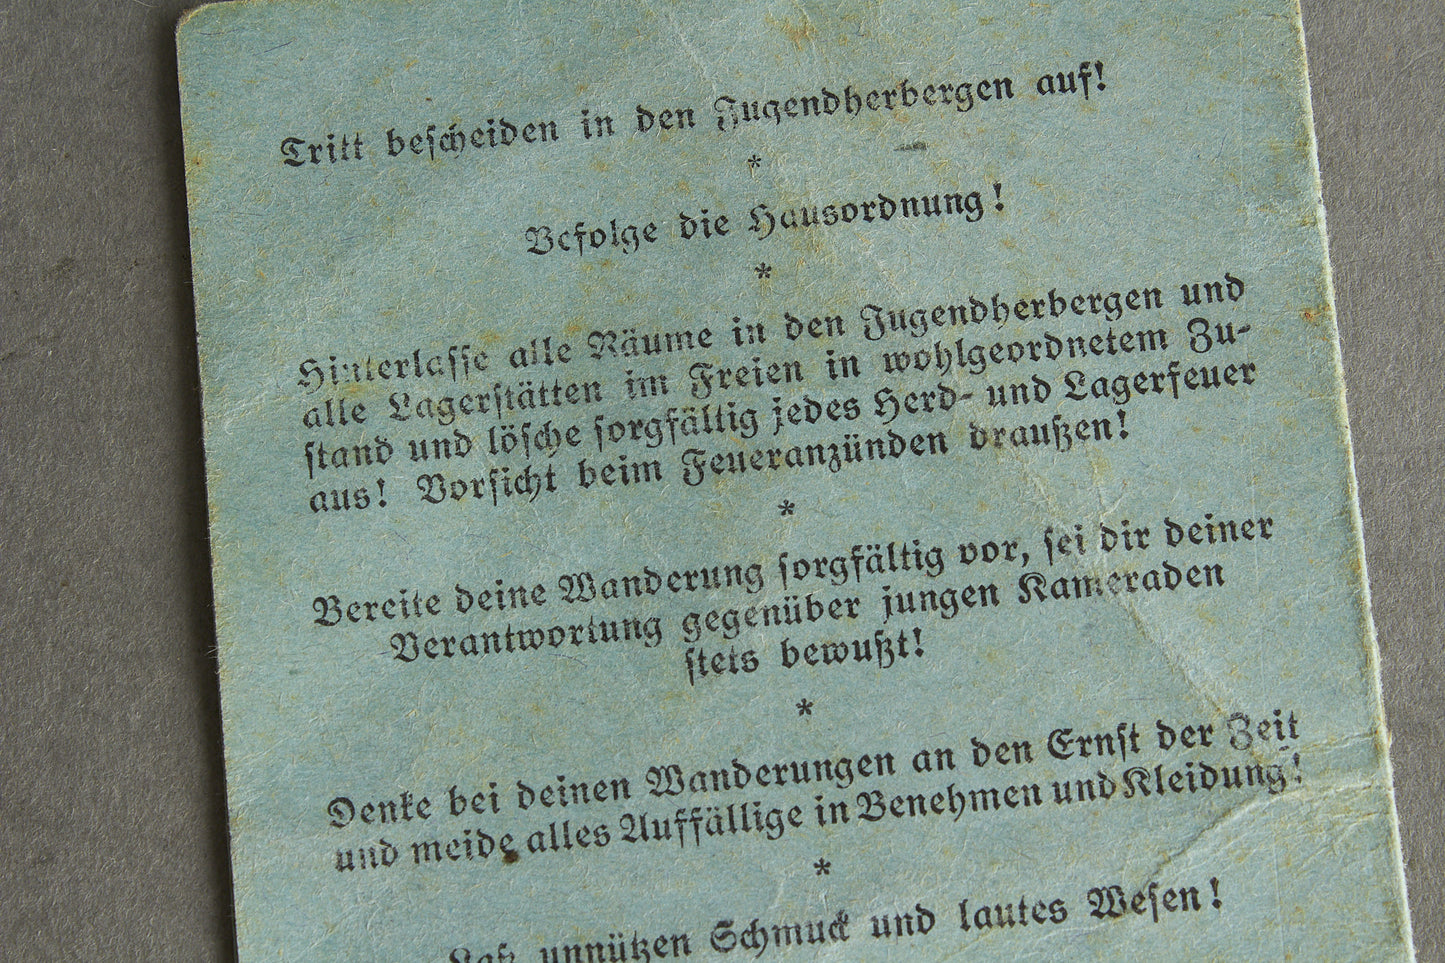 Tritt bescheiden in den Jugendherbergen auf!
*
Befolge die Hausordnung!
*
Hinterlasse alle Räume in den Jugendherbergen und
alle Lagerstätten im Freien in wohlgeordnetem Zu-
stand und lösche sorgfältig jedes Herd- und Lagerfeuer
aus! Vorsicht beim Feueranzünden draußen!
*
Bereite deine Wanderung sorgfältig vor, sei dir deiner
Verantwortung gegenüber jungen Kameraden
stets bewußt!
*
Denke bei deinen Wanderungen an den Ernst der Zeit
und meide alles Auffällige in Benehmen und Kleidung!
*
Laß unnützen Schmuck und lautes Wesen!